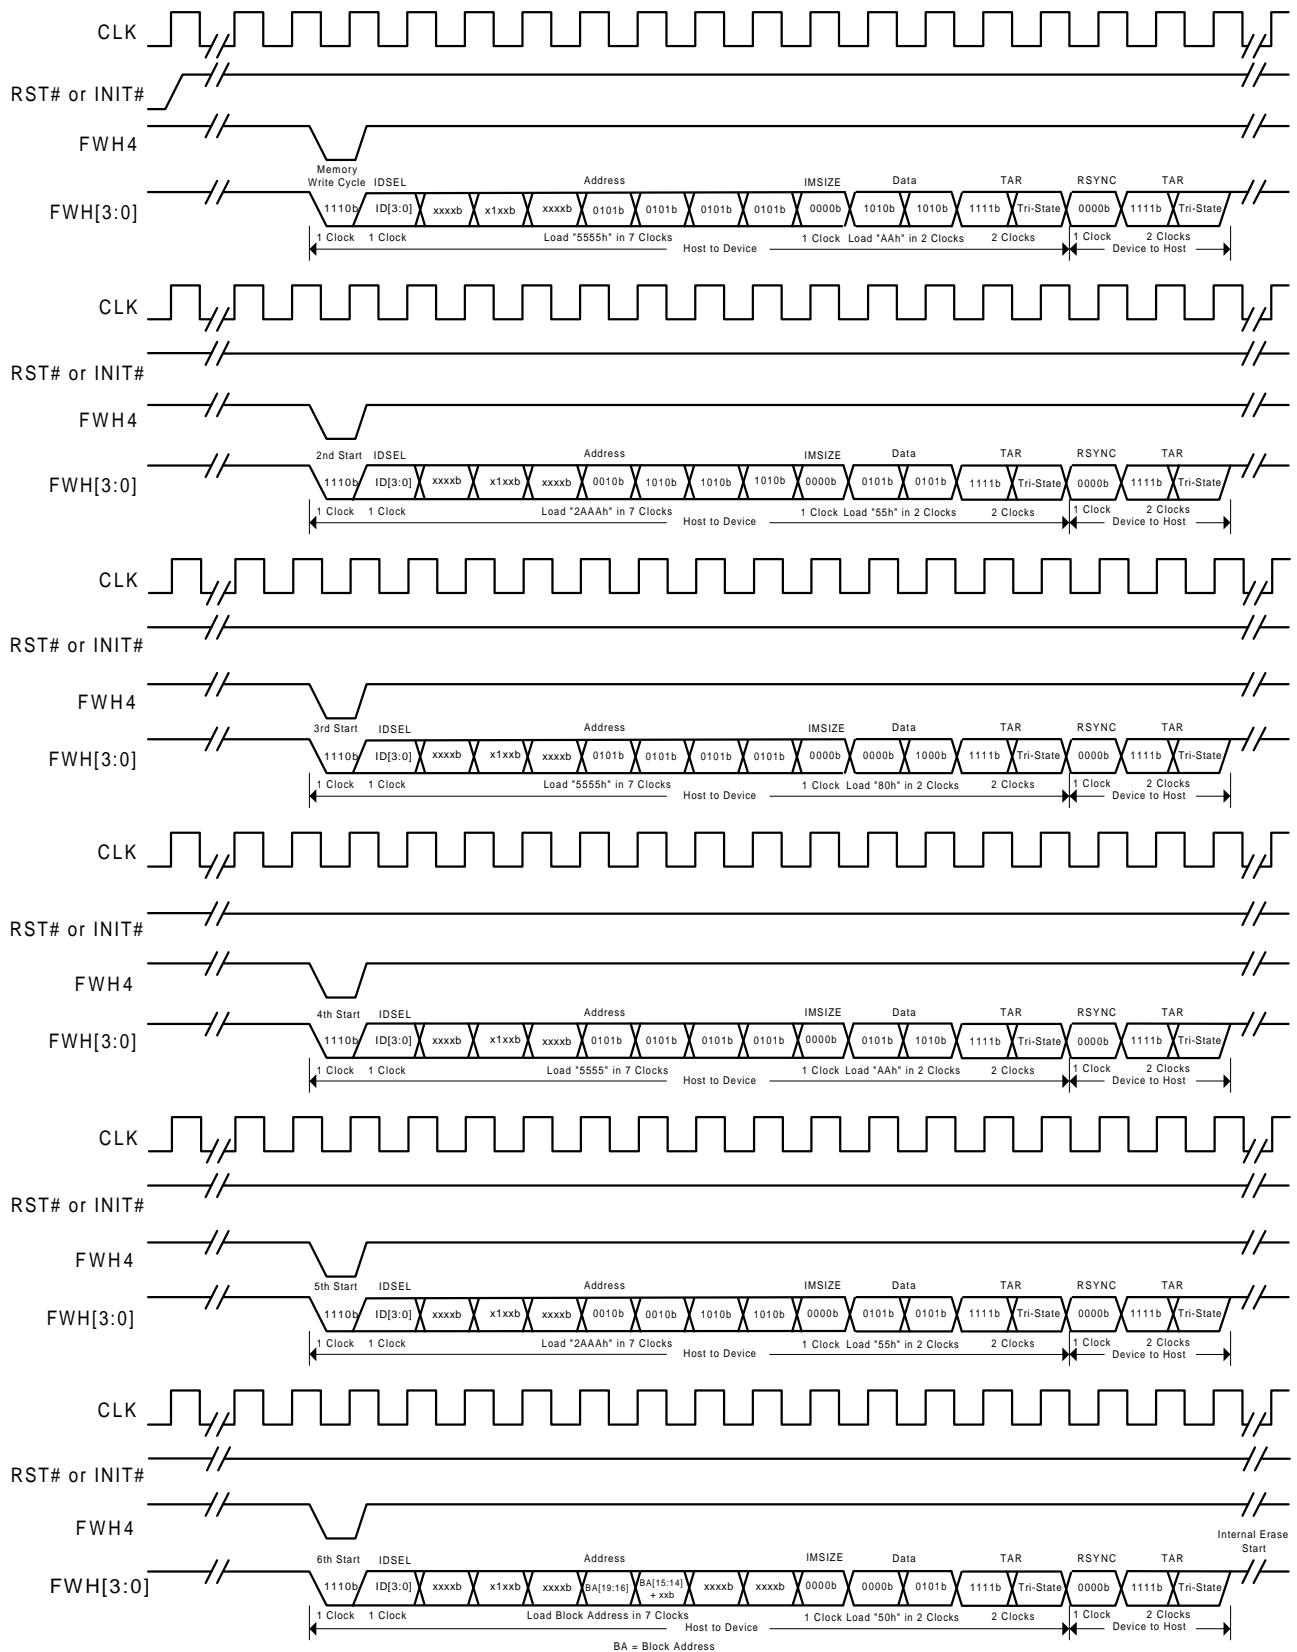 CLK
RST# or INIT#
FWH4
Memory
Write Cycle IDSEL Address IMSIZE Data TAR RSYNC TAR
FWH[3:0] 1110b ID[3:0] xxxxb x1xxb xxxxb 0101b 0101b 0101b 0101b 0000b 1010b 1010b 1111b Tri-State 0000b 1111b Tri-State
1 Clock 1 Clock Load "5555h" in 7 Clocks 1 Clock Load "AAh" in 2 Clocks 2 Clocks 1 Clock 2 Clocks
Host to Device Device to Host
CLK
RST# or INIT#
FWH4
2nd Start IDSEL Address IMSIZE Data TAR RSYNC TAR
FWH[3:0] 1110b ID[3:0] xxxxb x1xxb xxxxb 0010b 1010b 1010b 1010b 0000b 0101b 0101b 1111b Tri-State 0000b 1111b Tri-State
1 Clock 1 Clock Load "2AAAh" in 7 Clocks 1 Clock Load "55h" in 2 Clocks 2 Clocks 1 Clock 2 Clocks
Host to Device Device to Host
CLK
RST# or INIT#
FWH4
3rd Start IDSEL Address IMSIZE Data TAR RSYNC TAR
FWH[3:0] 1110b ID[3:0] xxxxb x1xxb xxxxb 0101b 0101b 0101b 0101b 0000b 0000b 1000b 1111b Tri-State 0000b 1111b Tri-State
1 Clock 1 Clock Load "5555h" in 7 Clocks 1 Clock Load "80h" in 2 Clocks 2 Clocks 1 Clock 2 Clocks
Host to Device Device to Host
CLK
RST# or INIT#
FWH4
4th Start IDSEL Address IMSIZE Data TAR RSYNC TAR
FWH[3:0] 1110b ID[3:0] xxxxb x1xxb xxxxb 0101b 0101b 0101b 0101b 0000b 0101b 1010b 1111b Tri-State 0000b 1111b Tri-State
1 Clock 1 Clock Load "5555" in 7 Clocks 1 Clock Load "AAh" in 2 Clocks 2 Clocks 1 Clock 2 Clocks
Host to Device Device to Host
CLK
RST# or INIT#
FWH4
5th Start IDSEL Address IMSIZE Data TAR RSYNC TAR
FWH[3:0] 1110b ID[3:0] xxxxb x1xxb xxxxb 0010b 0010b 1010b 1010b 0000b 0101b 0101b 1111b Tri-State 0000b 1111b Tri-State
1 Clock 1 Clock Load "2AAAh" in 7 Clocks 1 Clock Load "55h" in 2 Clocks 2 Clocks 1 Clock 2 Clocks
Host to Device Device to Host
CLK
RST# or INIT#
FWH4
Internal Erase
Start
6th Start IDSEL Address IMSIZE Data TAR RSYNC TAR
FWH[3:0] 1110b ID[3:0] xxxxb x1xxb xxxxb BA[19:16] BA[15:14] + xxb xxxxb xxxxb 0000b 0000b 0101b 1111b Tri-State 0000b 1111b Tri-State
1 Clock 1 Clock Load Block Address in 7 Clocks 1 Clock Load "50h" in 2 Clocks 2 Clocks 1 Clock 2 Clocks
Host to Device Device to Host
BA = Block Address